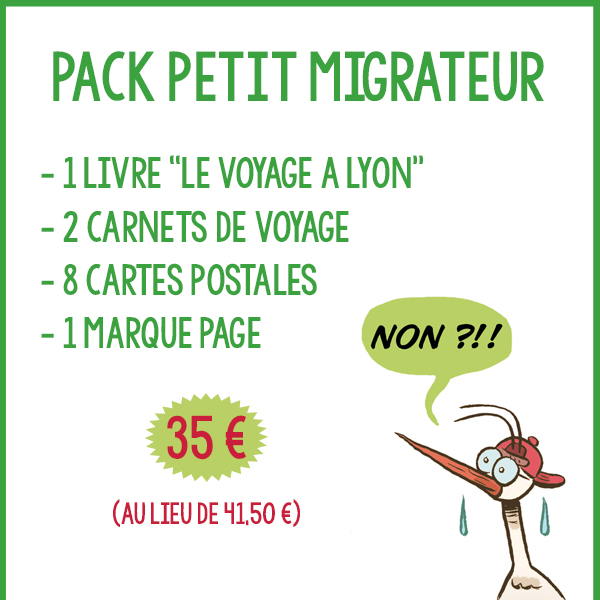 PACK PETIT MIGRATEUR
- 1 LIVRE "LE VOYAGE A LYON"
- 2 CARNETS DE VOYAGE
- 8 CARTES POSTALES
- 1 MARQUE PAGE
NON ?!!
35 €
(AU LIEU DE 41,50 €)